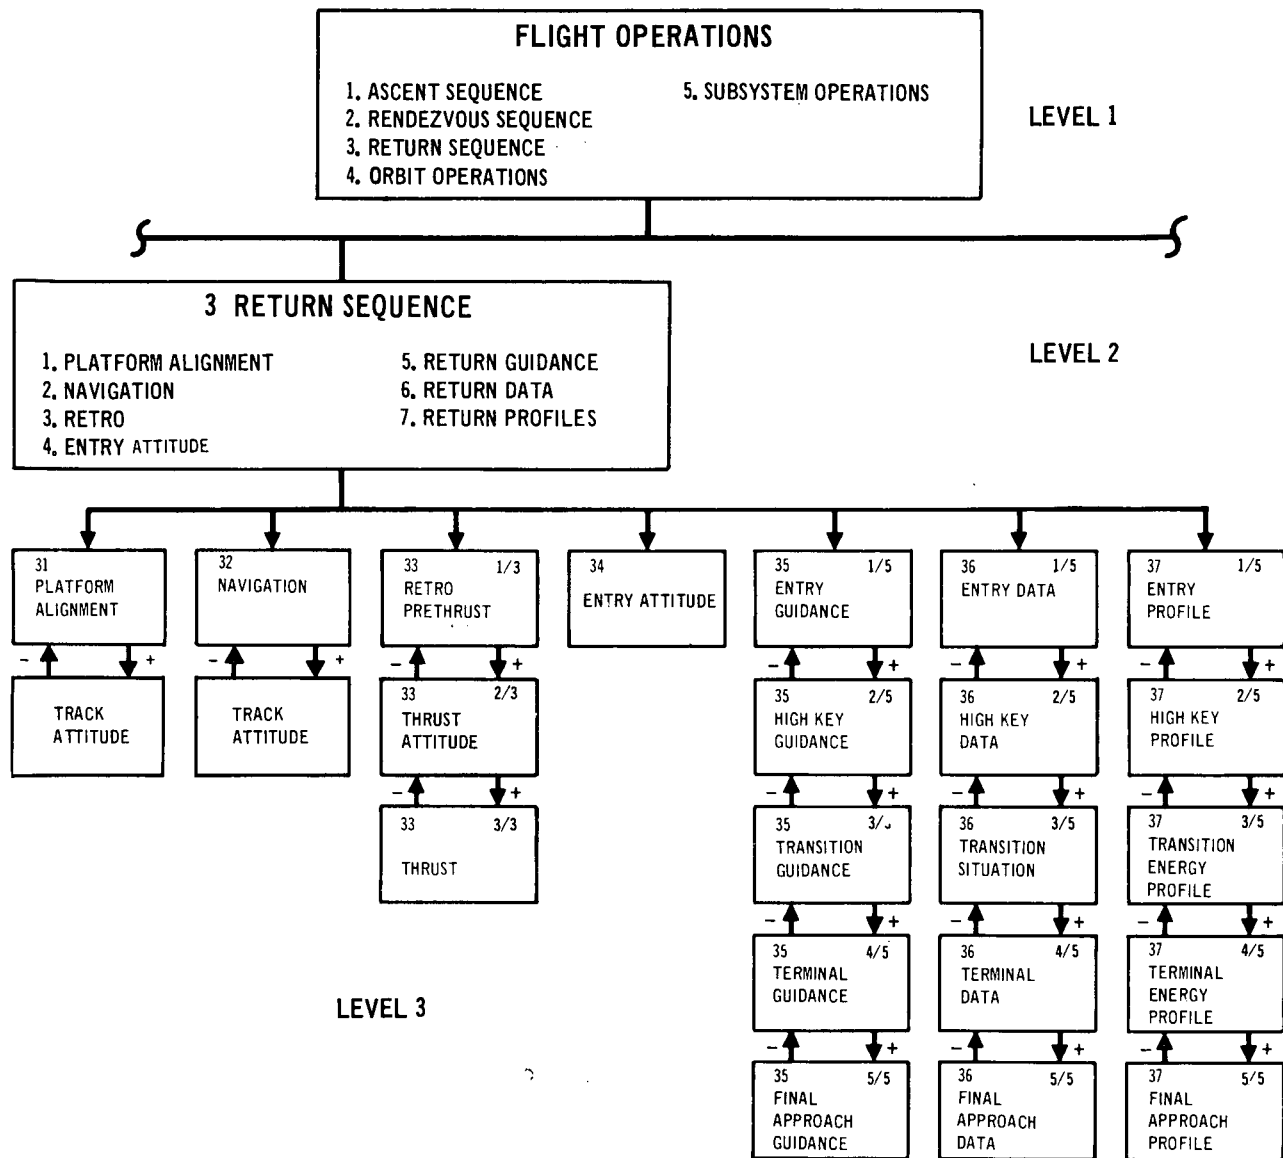 FLIGHT OPERATIONS
1. ASCENT SEQUENCE
2. RENDEZVOUS SEQUENCE
3. RETURN SEQUENCE
4. ORBIT OPERATIONS
5. SUBSYSTEM OPERATIONS
LEVEL 1
3 RETURN SEQUENCE
1. PLATFORM ALIGNMENT
2. NAVIGATION
3. RETRO
4. ENTRY ATTITUDE
5. RETURN GUIDANCE
6. RETURN DATA
7. RETURN PROFILES
LEVEL 2
31
PLATFORM
ALIGNMENT
- +
TRACK
ATTITUDE
32
NAVIGATION
- +
TRACK
ATTITUDE
33 1/3
RETRO
PRETHRUST
- +
33 2/3
THRUST
ATTITUDE
- +
33 3/3
THRUST
34
ENTRY ATTITUDE
35 1/5
ENTRY
GUIDANCE
- +
35 2/5
HIGH KEY
GUIDANCE
- +
35 3/
TRANSITION
GUIDANCE
- +
35 4/5
TERMINAL
GUIDANCE
- +
35 5/5
FINAL
APPROACH
GUIDANCE
36 1/5
ENTRY DATA
- +
36 2/5
HIGH KEY
DATA
- +
36 3/5
TRANSITION
SITUATION
- +
36 4/5
TERMINAL
DATA
- +
36 5/5
FINAL
APPROACH
DATA
37 1/5
ENTRY
PROFILE
- +
37 2/5
HIGH KEY
PROFILE
- +
37 3/5
TRANSITION
ENERGY
PROFILE
- +
37 4/5
TERMINAL
ENERGY
PROFILE
- +
37 5/5
FINAL
APPROACH
PROFILE
LEVEL 3